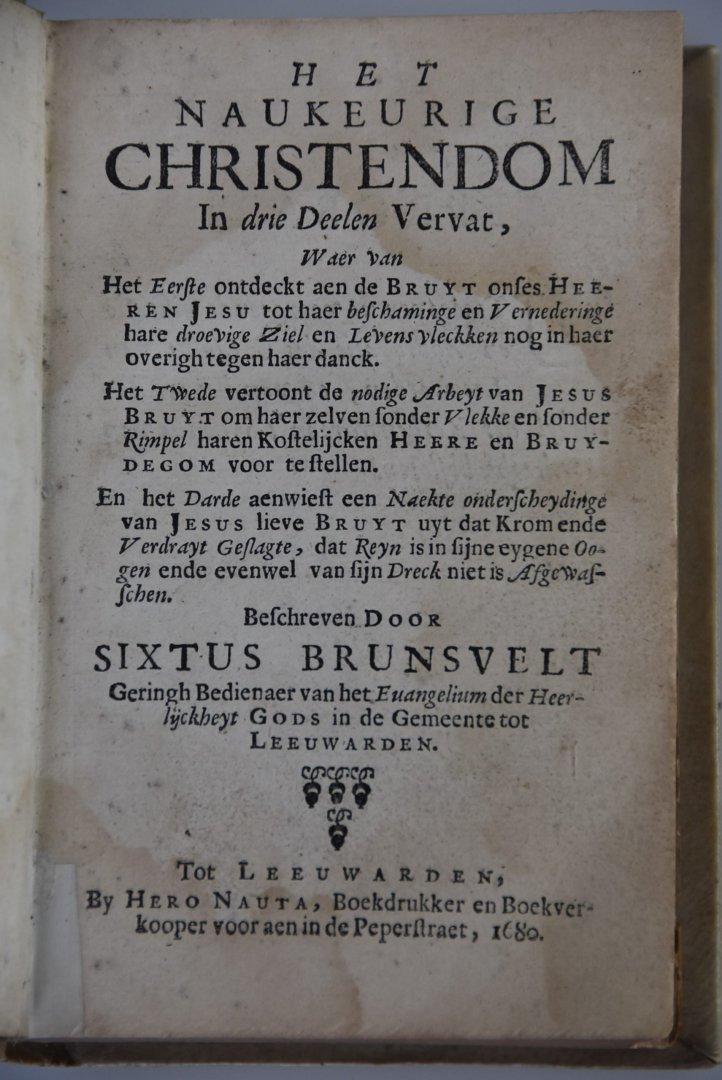 HET
NAUKEURIGE
CHRISTENDOM
In drie Deelen Vervat,
Waer van
Het Eerſte ontdeckt aen de BRUYT onſes HEE-
REN JESU tot haer beſchaminge en Vernederinge
hare droevige Ziel en Levens vleckken nog in haer
overigh tegen haer danck.
Het Twede vertoont de nodige Arbeyt van JESUS
BRUYT om haer zelven ſonder Vlekke en ſonder
Rimpel haren Koſtelijcken HEERE en BRUY-
DEGOM voor te ſtellen.
En het Darde aenwieſt een Naekte onderſcheydinge
van JESUS lieve BRUYT uyt dat Krom ende
Verdrayt Geſlagte, dat Reyn is in ſijne eygene Oo-
gen ende evenwel van ſijn Dreck niet is Afgewaſ-
ſchen.
Beſchreven DOOR
SIXTUS BRUNSVELT
Geringh Bedienaer van het Euangelium der Heer-
lijckheyt GODS in de Gemeente tot
LEEUWARDEN.
Tot LEEUWARDEN,
By HERO NAUTA, Boekdrukker en Boekver-
kooper voor aen in de Peperſtraet, 1680.